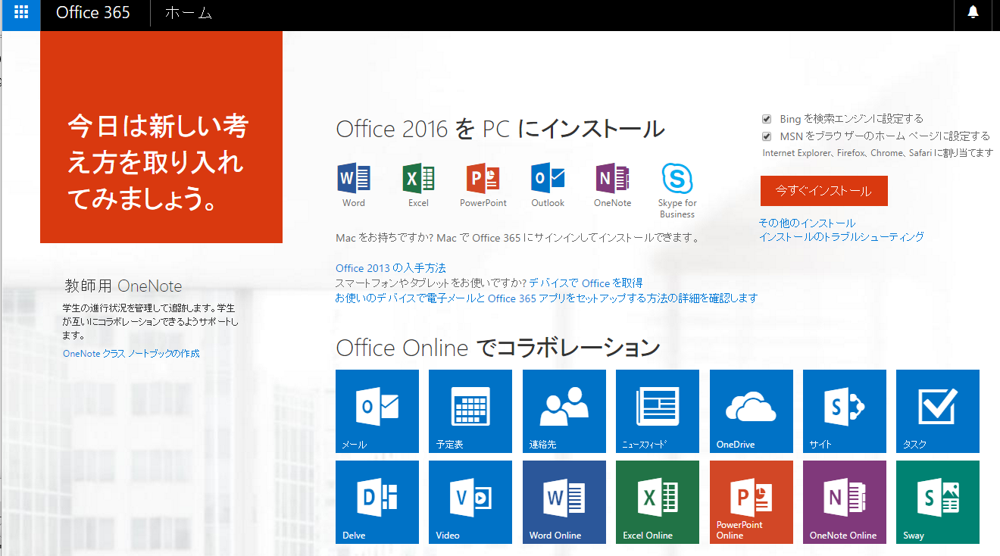 Office 365 ホーム
今日は新しい考
え方を取り入れ
てみましょう。
教師用 OneNote
学生の進行状況を管理して追跡します。学生
が互いにコラボレーションできるようサポートし
ます。
OneNote クラス ノートブックの作成
Office 2016 を PC にインストール
Word Excel PowerPoint Outlook OneNote Skype for
Business
Mac をお持ちですか? Mac で Office 365 にサインインしてインストールできます。
Office 2013 の入手方法
スマートフォンやタブレットをお使いですか? デバイスで Office を取得
お使いのデバイスで電子メールと Office 365 アプリをセットアップする方法の詳細を確認します
Bing を検索エンジンに設定する
MSN をブラウザーのホーム ページに設定する
Internet Explorer、Firefox、Chrome、Safari に割り当てます
今すぐインストール
その他のインストール
インストールのトラブルシューティング
Office Online でコラボレーション
メール 予定表 連絡先 ニュースフィード OneDrive サイト タスク
Delve Video Word Online Excel Online PowerPoint
Online OneNote Online Sway